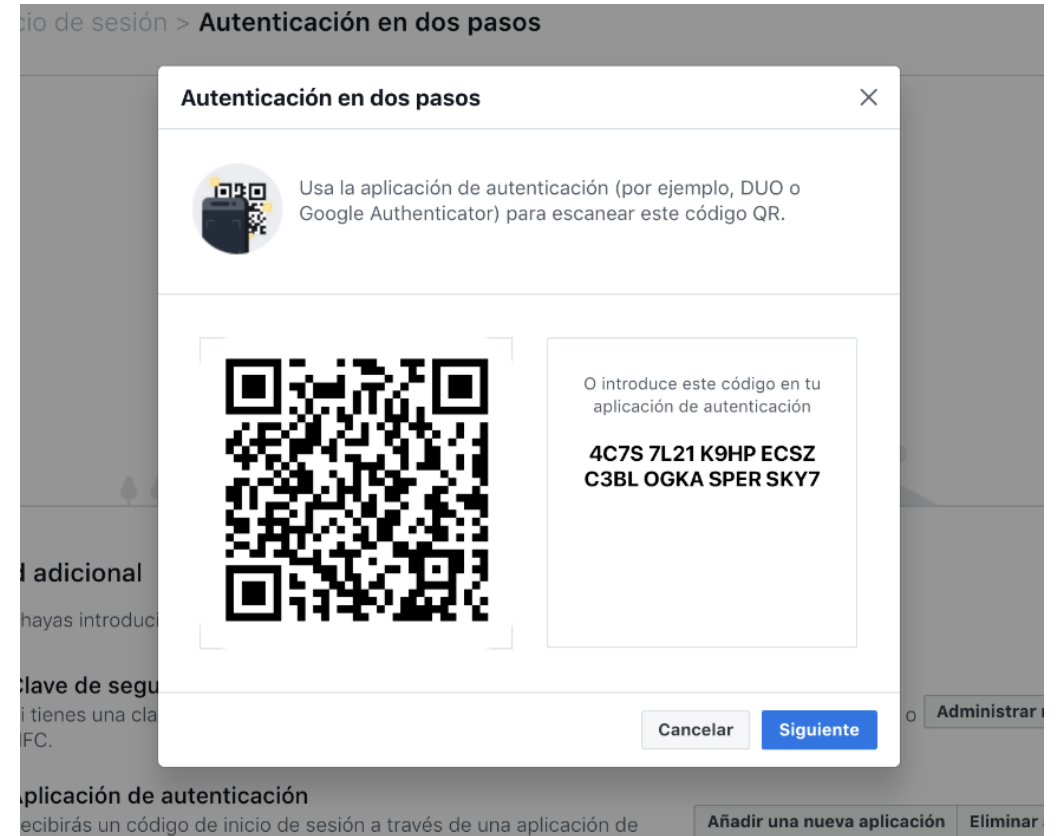 cio de sesión > Autenticación en dos pasos
Autenticación en dos pasos
Usa la aplicación de autenticación (por ejemplo, DUO o
Google Authenticator) para escanear este código QR.
O introduce este código en tu
aplicación de autenticación
4C7S 7L21 K9HP ECSZ
C3BL OGKA SPER SKY7
d adicional
hayas introduci
Clave de segu
i tienes una cla
o Administrar
NFC.
Cancelar Siguiente
Aplicación de autenticación
ecibirás un código de inicio de sesión a través de una aplicación de
Añadir una nueva aplicación Eliminar